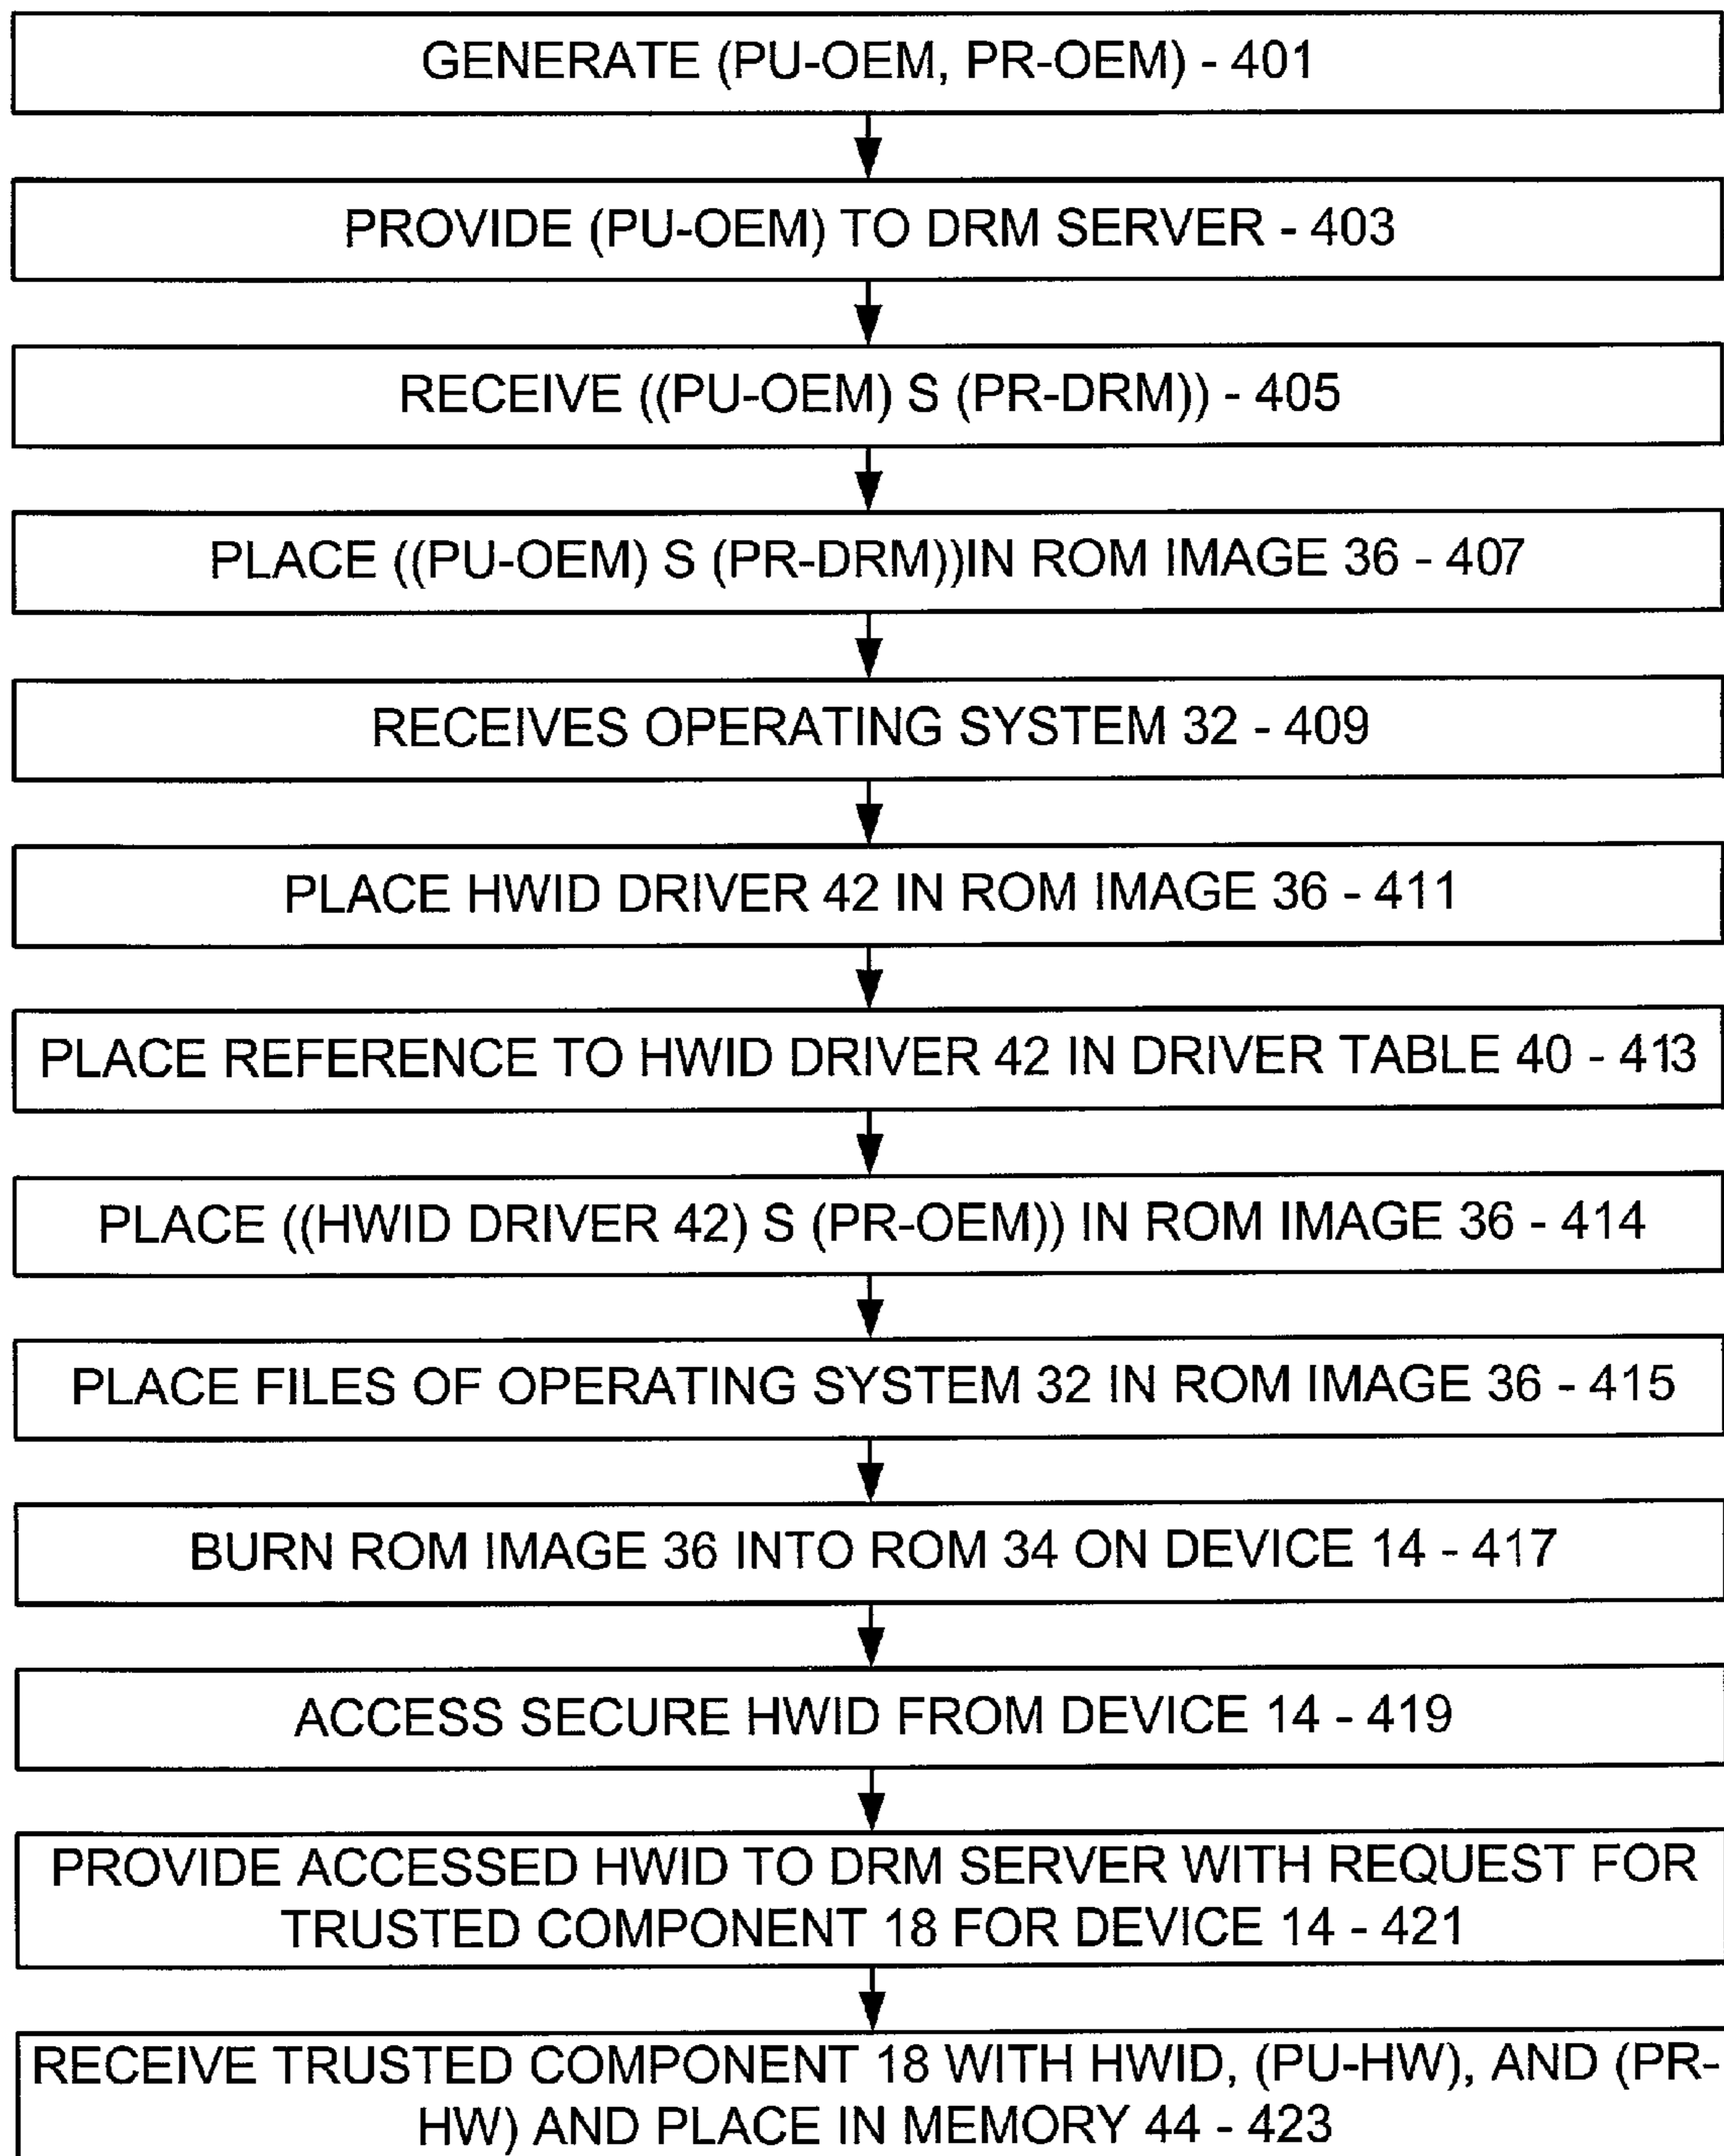 GENERATE (PU-OEM, PR-OEM) - 401
PROVIDE (PU-OEM) TO DRM SERVER - 403
RECEIVE ((PU-OEM) S (PR-DRM)) - 405
PLACE ((PU-OEM) S (PR-DRM))IN ROM IMAGE 36 - 407
RECEIVES OPERATING SYSTEM 32 - 409
PLACE HWID DRIVER 42 IN ROM IMAGE 36 - 411
PLACE REFERENCE TO HWID DRIVER 42 IN DRIVER TABLE 40 - 413
PLACE ((HWID DRIVER 42) S (PR-OEM)) IN ROM IMAGE 36 - 414
PLACE FILES OF OPERATING SYSTEM 32 IN ROM IMAGE 36 - 415
BURN ROM IMAGE 36 INTO ROM 34 ON DEVICE 14 - 417
ACCESS SECURE HWID FROM DEVICE 14 - 419
PROVIDE ACCESSED HWID TO DRM SERVER WITH REQUEST FOR
TRUSTED COMPONENT 18 FOR DEVICE 14 - 421
RECEIVE TRUSTED COMPONENT 18 WITH HWID, (PU-HW), AND (PR-
HW) AND PLACE IN MEMORY 44 - 423